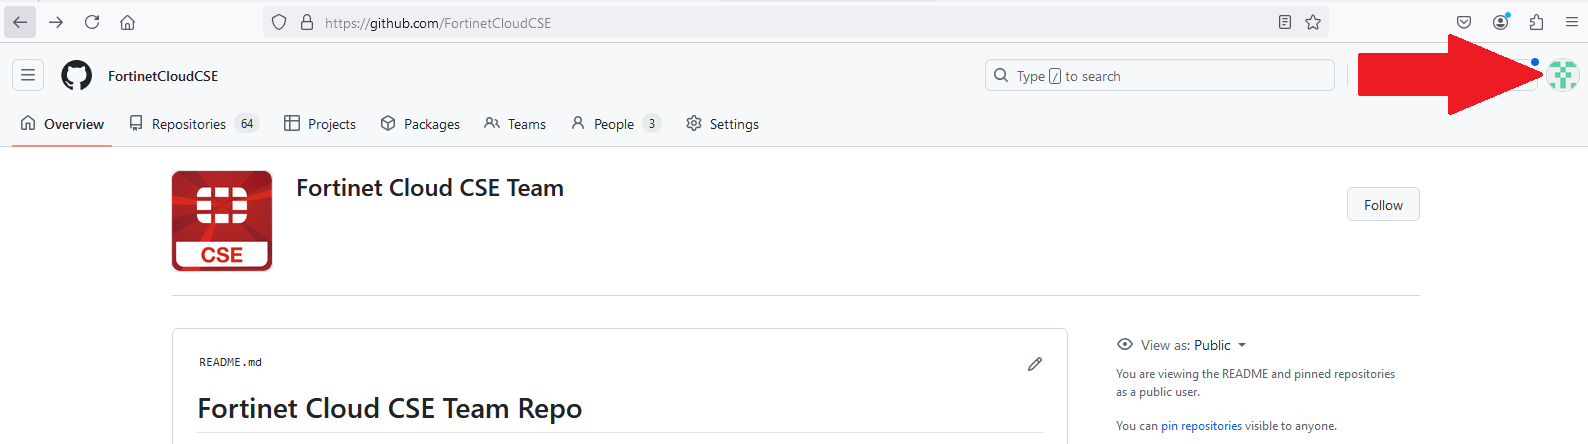 https://github.com/FortinetCloudCSE
FortinetCloudCSE
Type / to search
Overview
Repositories 64
Projects
Packages
Teams
People 3
Settings
CSE
Fortinet Cloud CSE Team
Follow
README.md
Fortinet Cloud CSE Team Repo
View as: Public
You are viewing the README and pinned repositories
as a public user.
You can pin repositories visible to anyone.